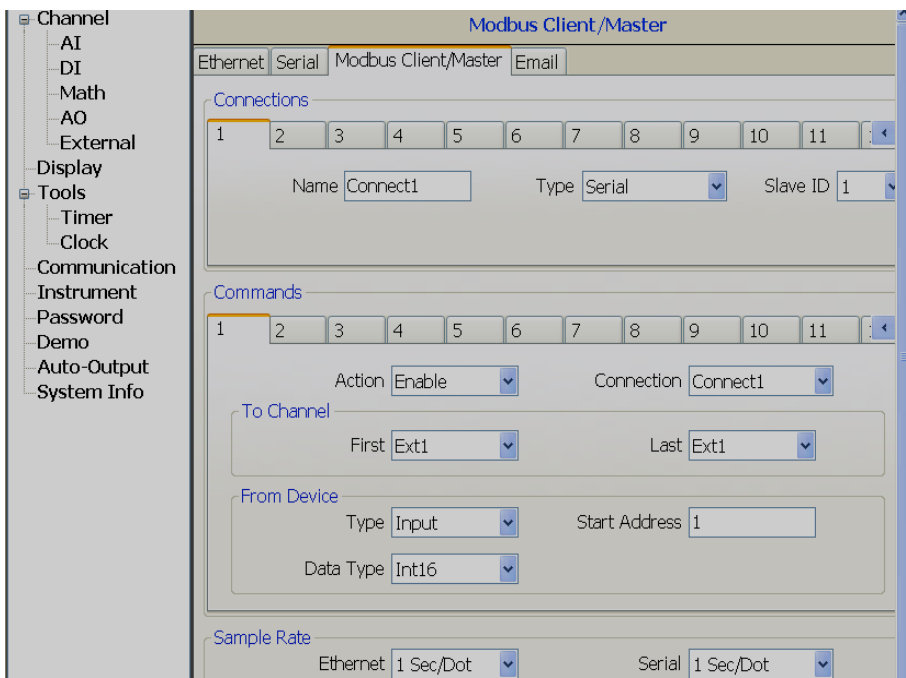 Channel
AI
DI
Math
AO
External
Display
Tools
Timer
Clock
Communication
Instrument
Password
Demo
Auto-Output
System Info
Modbus Client/Master
Ethernet Serial Modbus Client/Master Email
Connections
1 2 3 4 5 6 7 8 9 10 11
Name Connect1 Type Serial Slave ID 1
Commands
1 2 3 4 5 6 7 8 9 10 11
Action Enable Connection Connect1
To Channel
First Ext1 Last Ext1
From Device
Type Input Start Address 1
Data Type Int16
Sample Rate
Ethernet 1 Sec/Dot Serial 1 Sec/Dot